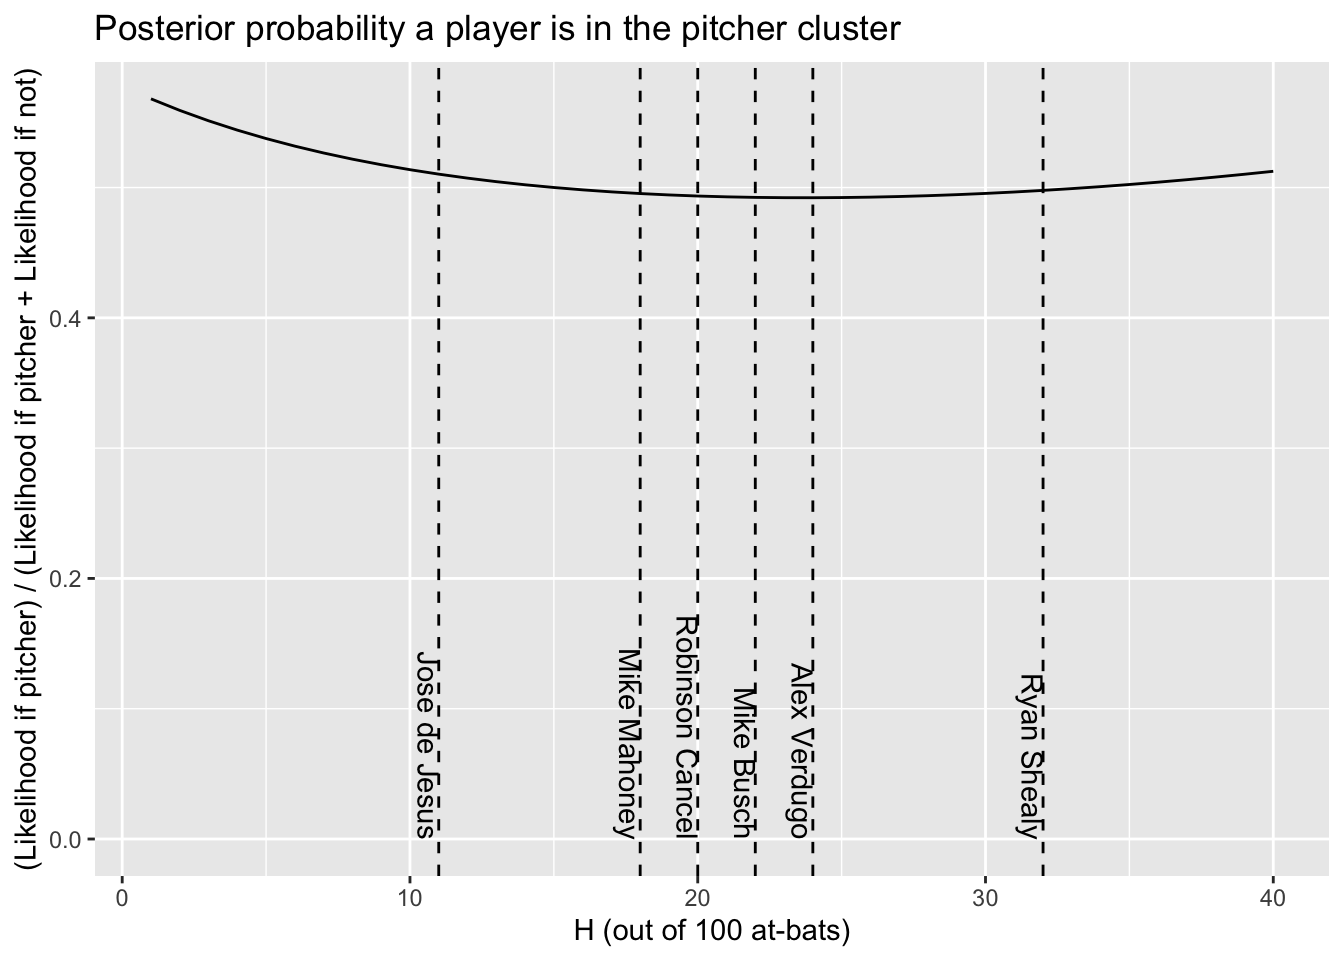 Posterior probability a player is in the pitcher cluster
(Likelihood if pitcher) / (Likelihood if pitcher + Likelihood if not)
0.4
0.2
0.0
Jose de Jesus
Mike Mahoney
Robinson Cancel
Mike Busch
Alex Verdugo
Ryan Shealy
0
10
20
30
40
H (out of 100 at-bats)